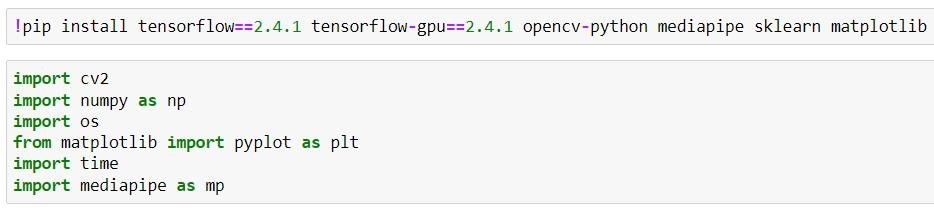 !pip install tensorflow==2.4.1 tensorflow-gpu==2.4.1 opencv-python mediapipe sklearn matplotlib
import cv2
import numpy as np
import os
from matplotlib import pyplot as plt
import time
import mediapipe as mp